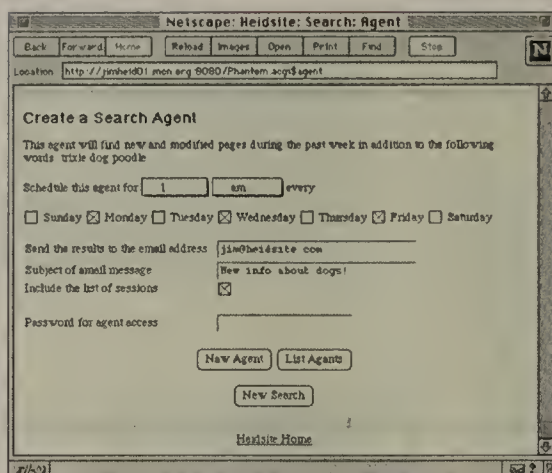 Netscape: Heidsite: Search: Agent
Back Forward Home Reload Images Open Print Find Stop N
Location http://jimheid01.mcn.org:8080/Phantom.acgi$agent
Create a Search Agent
This agent will find new and modified pages during the past week in addition to the following
words trixie dog poodle
Schedule this agent for 1 am every
Sunday Monday Tuesday Wednesday Thursday Friday Saturday
Send the results to the email address jim@heidsite.com
Subject of email message New info about dogs!
Include the list of sessions
Password for agent access
New Agent List Agents
New Search
Heidsite Home